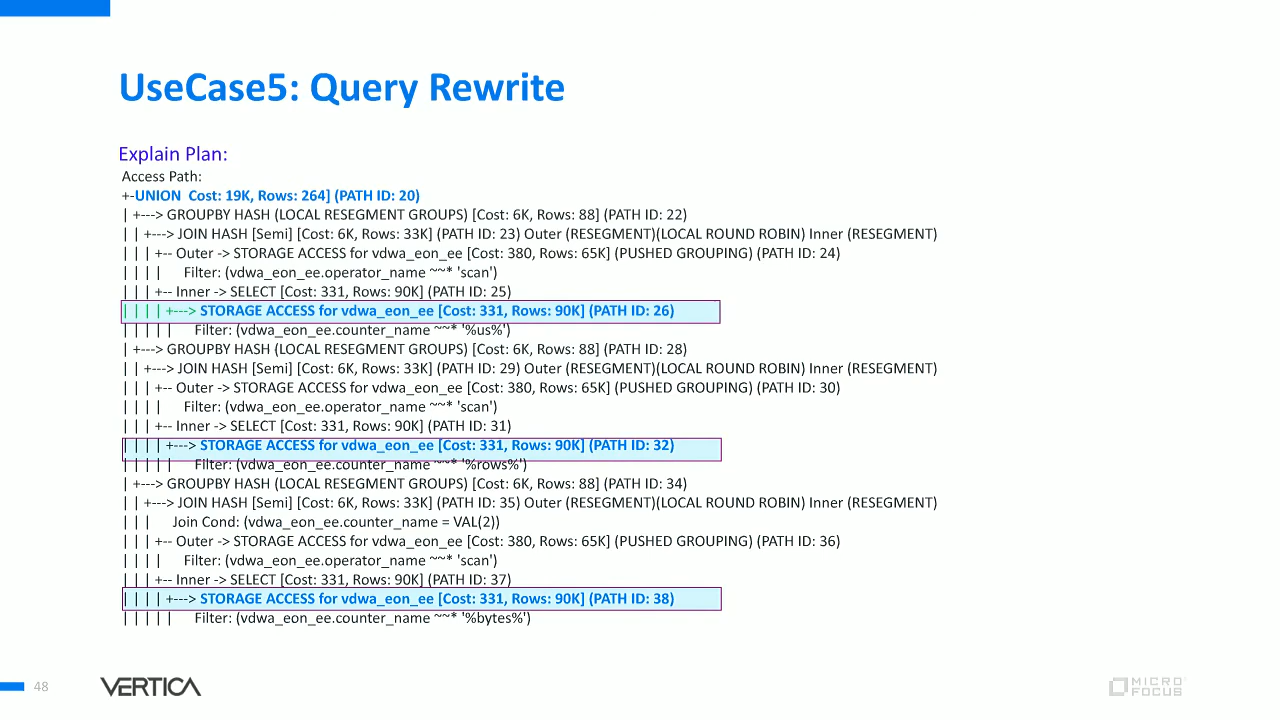 UseCase5: Query Rewrite
Explain Plan:
Access Path:
+-UNION  Cost: 19K, Rows: 264] (PATH ID: 20)
| +---> GROUPBY HASH (LOCAL RESEGMENT GROUPS) [Cost: 6K, Rows: 88] (PATH ID: 22)
| | +---> JOIN HASH [Semi] [Cost: 6K, Rows: 33K] (PATH ID: 23) Outer (RESEGMENT)(LOCAL ROUND ROBIN) Inner (RESEGMENT)
| | | +-- Outer -> STORAGE ACCESS for vdwa_eon_ee [Cost: 380, Rows: 65K] (PUSHED GROUPING) (PATH ID: 24)
| | | |      Filter: (vdwa_eon_ee.operator_name ~~* 'scan')
| | | +-- Inner -> SELECT [Cost: 331, Rows: 90K] (PATH ID: 25)
| | | | +---> STORAGE ACCESS for vdwa_eon_ee [Cost: 331, Rows: 90K] (PATH ID: 26)
| | | | |      Filter: (vdwa_eon_ee.counter_name ~~* '%us%')
| +---> GROUPBY HASH (LOCAL RESEGMENT GROUPS) [Cost: 6K, Rows: 88] (PATH ID: 28)
| | +---> JOIN HASH [Semi] [Cost: 6K, Rows: 33K] (PATH ID: 29) Outer (RESEGMENT)(LOCAL ROUND ROBIN) Inner (RESEGMENT)
| | | +-- Outer -> STORAGE ACCESS for vdwa_eon_ee [Cost: 380, Rows: 65K] (PUSHED GROUPING) (PATH ID: 30)
| | | |      Filter: (vdwa_eon_ee.operator_name ~~* 'scan')
| | | +-- Inner -> SELECT [Cost: 331, Rows: 90K] (PATH ID: 31)
| | | | +---> STORAGE ACCESS for vdwa_eon_ee [Cost: 331, Rows: 90K] (PATH ID: 32)
| | | | |      Filter: (vdwa_eon_ee.counter_name ~~* '%rows%')
| +---> GROUPBY HASH (LOCAL RESEGMENT GROUPS) [Cost: 6K, Rows: 88] (PATH ID: 34)
| | +---> JOIN HASH [Semi] [Cost: 6K, Rows: 33K] (PATH ID: 35) Outer (RESEGMENT)(LOCAL ROUND ROBIN) Inner (RESEGMENT)
| | |      Join Cond: (vdwa_eon_ee.counter_name = VAL(2))
| | | +-- Outer -> STORAGE ACCESS for vdwa_eon_ee [Cost: 380, Rows: 65K] (PUSHED GROUPING) (PATH ID: 36)
| | | |      Filter: (vdwa_eon_ee.operator_name ~~* 'scan')
| | | +-- Inner -> SELECT [Cost: 331, Rows: 90K] (PATH ID: 37)
| | | | +---> STORAGE ACCESS for vdwa_eon_ee [Cost: 331, Rows: 90K] (PATH ID: 38)
| | | | |      Filter: (vdwa_eon_ee.counter_name ~~* '%bytes%')
48
VERTICA
MICRO
FOCUS